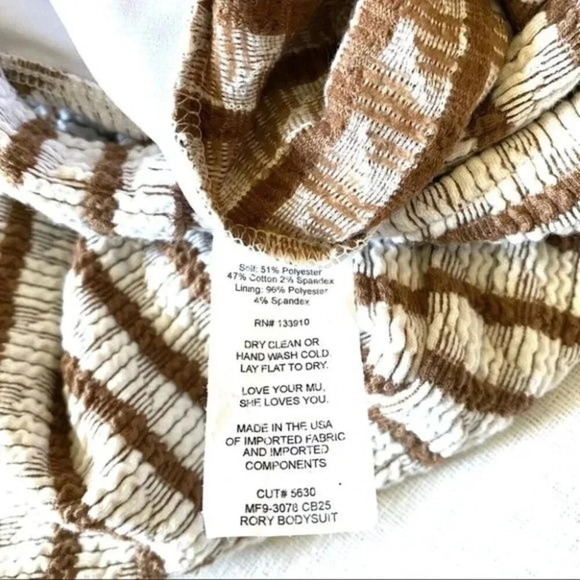 Self: 51% Polyester
47% Cotton 2% Spandex
Lining: 96% Polyester
4% Spandex
RN# 133910
DRY CLEAN OR
HAND WASH COLD.
LAY FLAT TO DRY.
LOVE YOUR MU,
SHE LOVES YOU.
MADE IN THE USA
OF IMPORTED FABRIC
AND IMPORTED
COMPONENTS
CUT# 5630
MF9-3078 CB25
RORY BODYSUIT